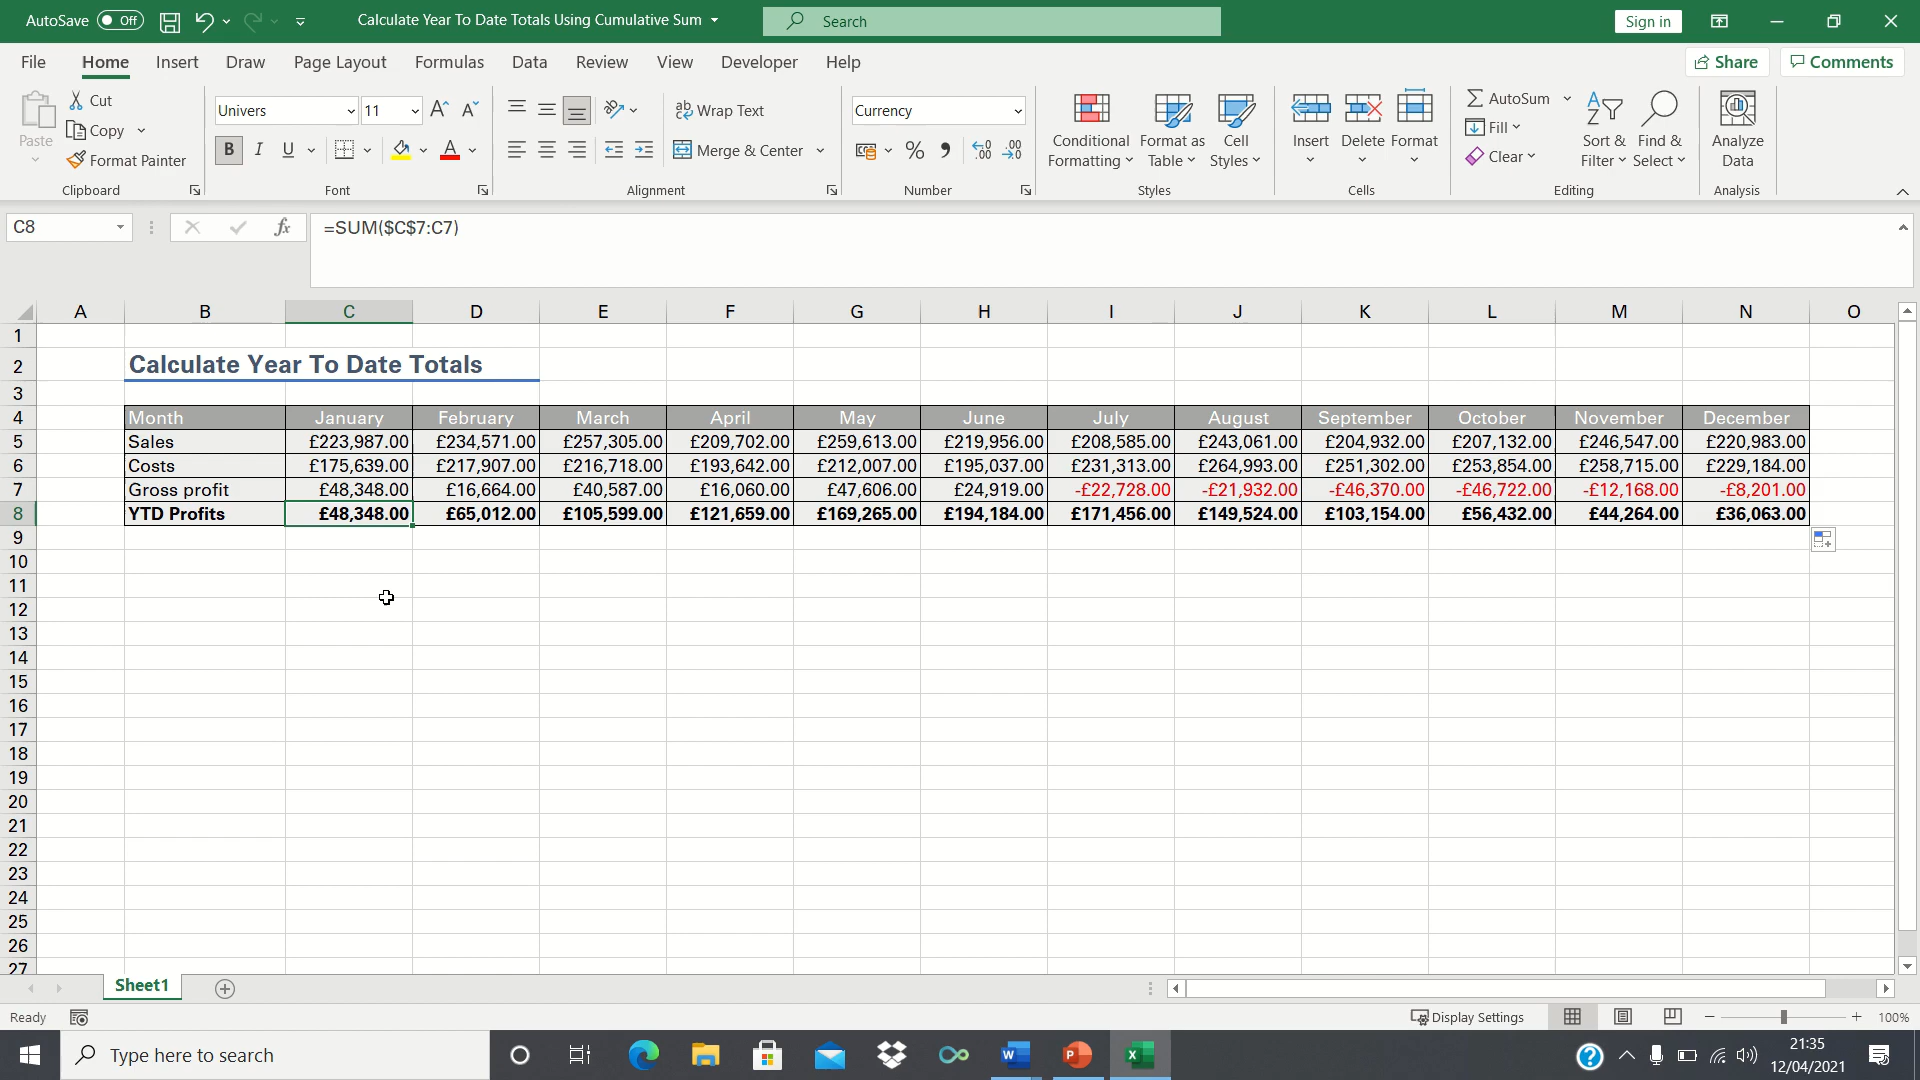 AutoSave Off Calculate Year To Date Totals Using Cumulative Sum Search Sign in
File Home Insert Draw Page Layout Formulas Data Review View Developer Help Share Comments
Paste Cut Copy Format Painter Clipboard
Univers 11 B I U A Font
ab Wrap Text Merge & Center Alignment
Currency % Number
Conditional Formatting Format as Table Cell Styles Styles
Insert Delete Format Cells
AutoSum Fill Clear Sort & Filter Find & Select Editing
Analyze Data Analysis
C8 fx =SUM($C$7:C7)
A B C D E F G H I J K L M N O
1
2 Calculate Year To Date Totals
3
4 Month January February March April May June July August September October November December
5 Sales £223,987.00 £234,571.00 £257,305.00 £209,702.00 £259,613.00 £219,956.00 £208,585.00 £243,061.00 £204,932.00 £207,132.00 £246,547.00 £220,983.00
6 Costs £175,639.00 £217,907.00 £216,718.00 £193,642.00 £212,007.00 £195,037.00 £231,313.00 £264,993.00 £251,302.00 £253,854.00 £258,715.00 £229,184.00
7 Gross profit £48,348.00 £16,664.00 £40,587.00 £16,060.00 £47,606.00 £24,919.00 -£22,728.00 -£21,932.00 -£46,370.00 -£46,722.00 -£12,168.00 -£8,201.00
8 YTD Profits £48,348.00 £65,012.00 £105,599.00 £121,659.00 £169,265.00 £194,184.00 £171,456.00 £149,524.00 £103,154.00 £56,432.00 £44,264.00 £36,063.00
9
10
11
12
13
14
15
16
17
18
19
20
21
22
23
24
25
26
27
Sheet1
Ready Display Settings 100%
Type here to search 21:35
12/04/2021